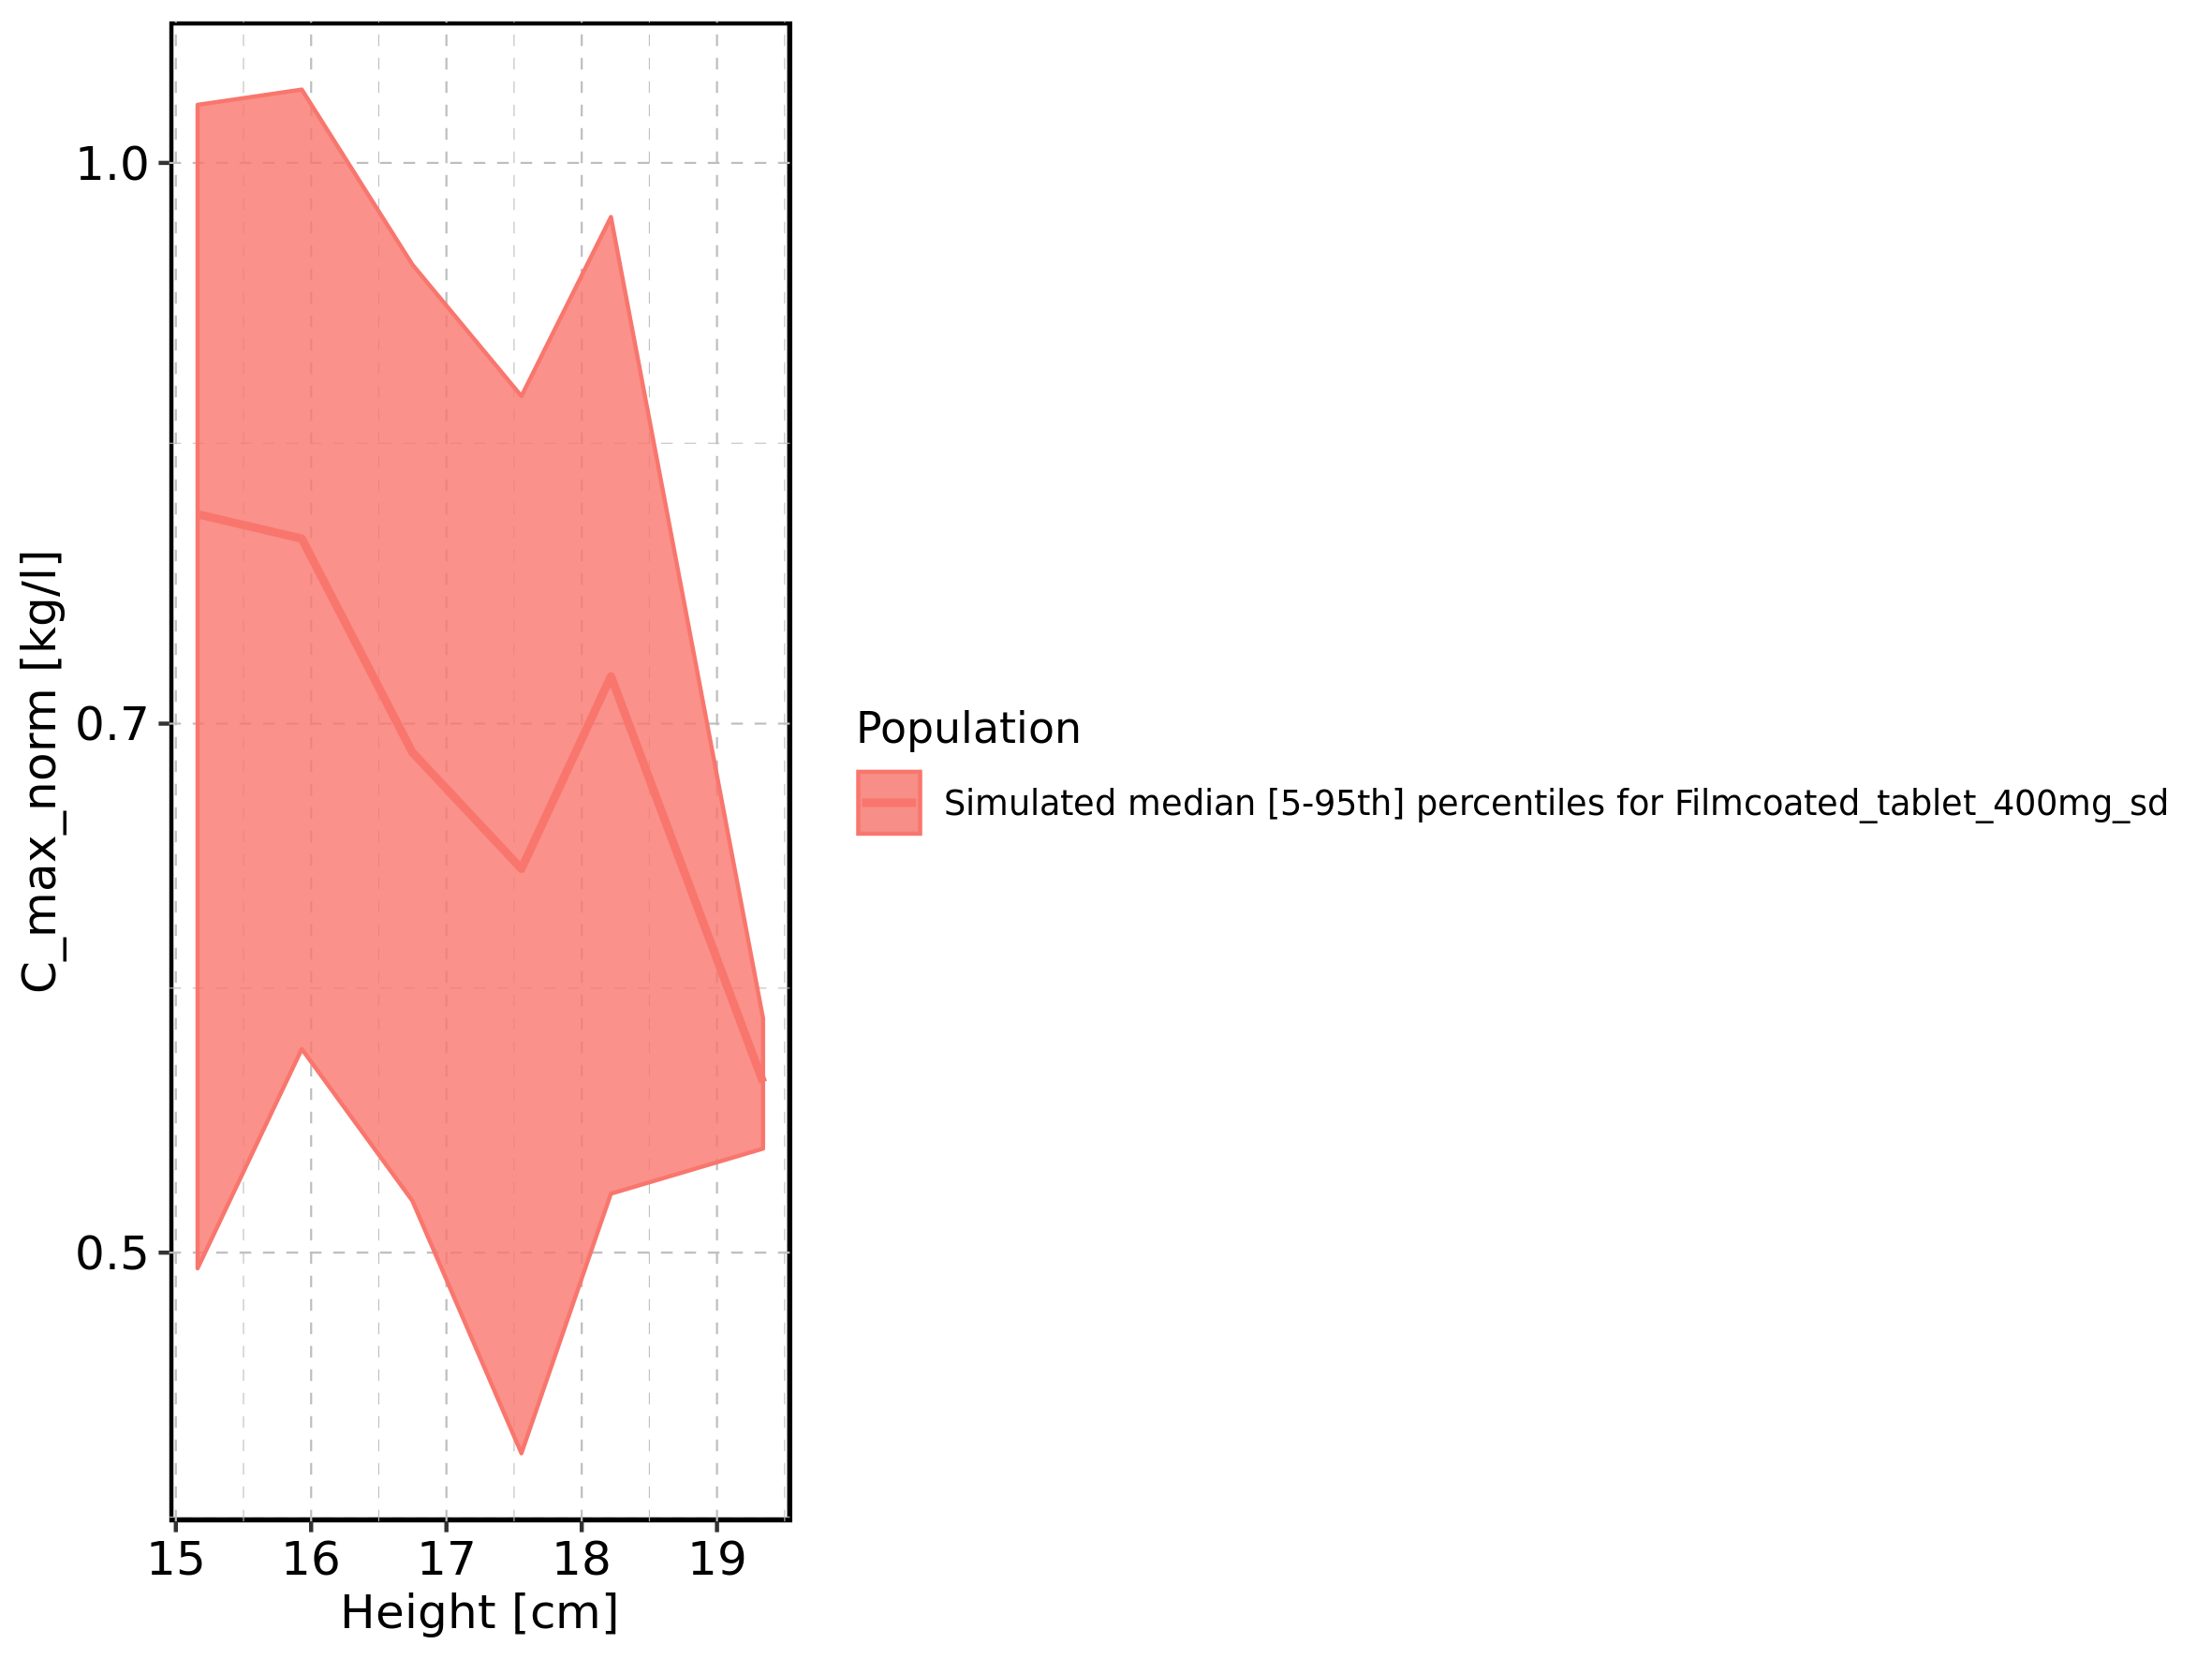 C_max_norm [kg/l]
1.0
0.7
0.5
15 16 17 18 19
Height [cm]
Population
Simulated median [5-95th] percentiles for Filmcoated_tablet_400mg_sd